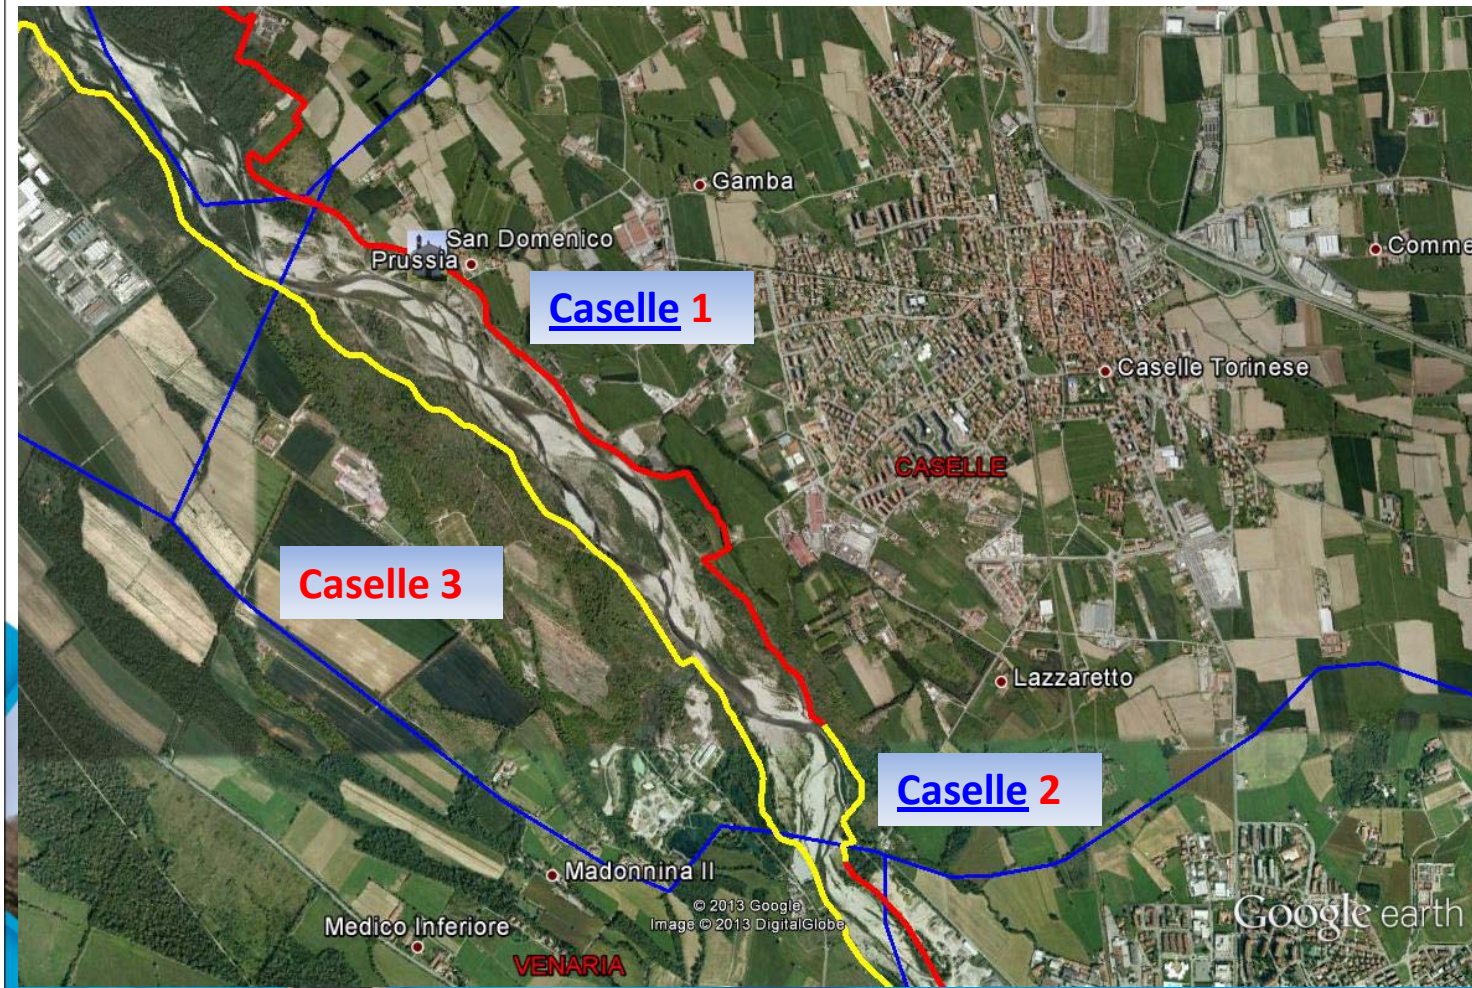 Gamba
San Domenico
Prussia
Comme
Caselle 1
Caselle Torinese
CASELLE
Caselle 3
Lazzaretto
Caselle 2
Madonnina II
© 2013 Google
Image © 2013 DigitalGlobe
Google earth
Medico Inferiore
VENARIA